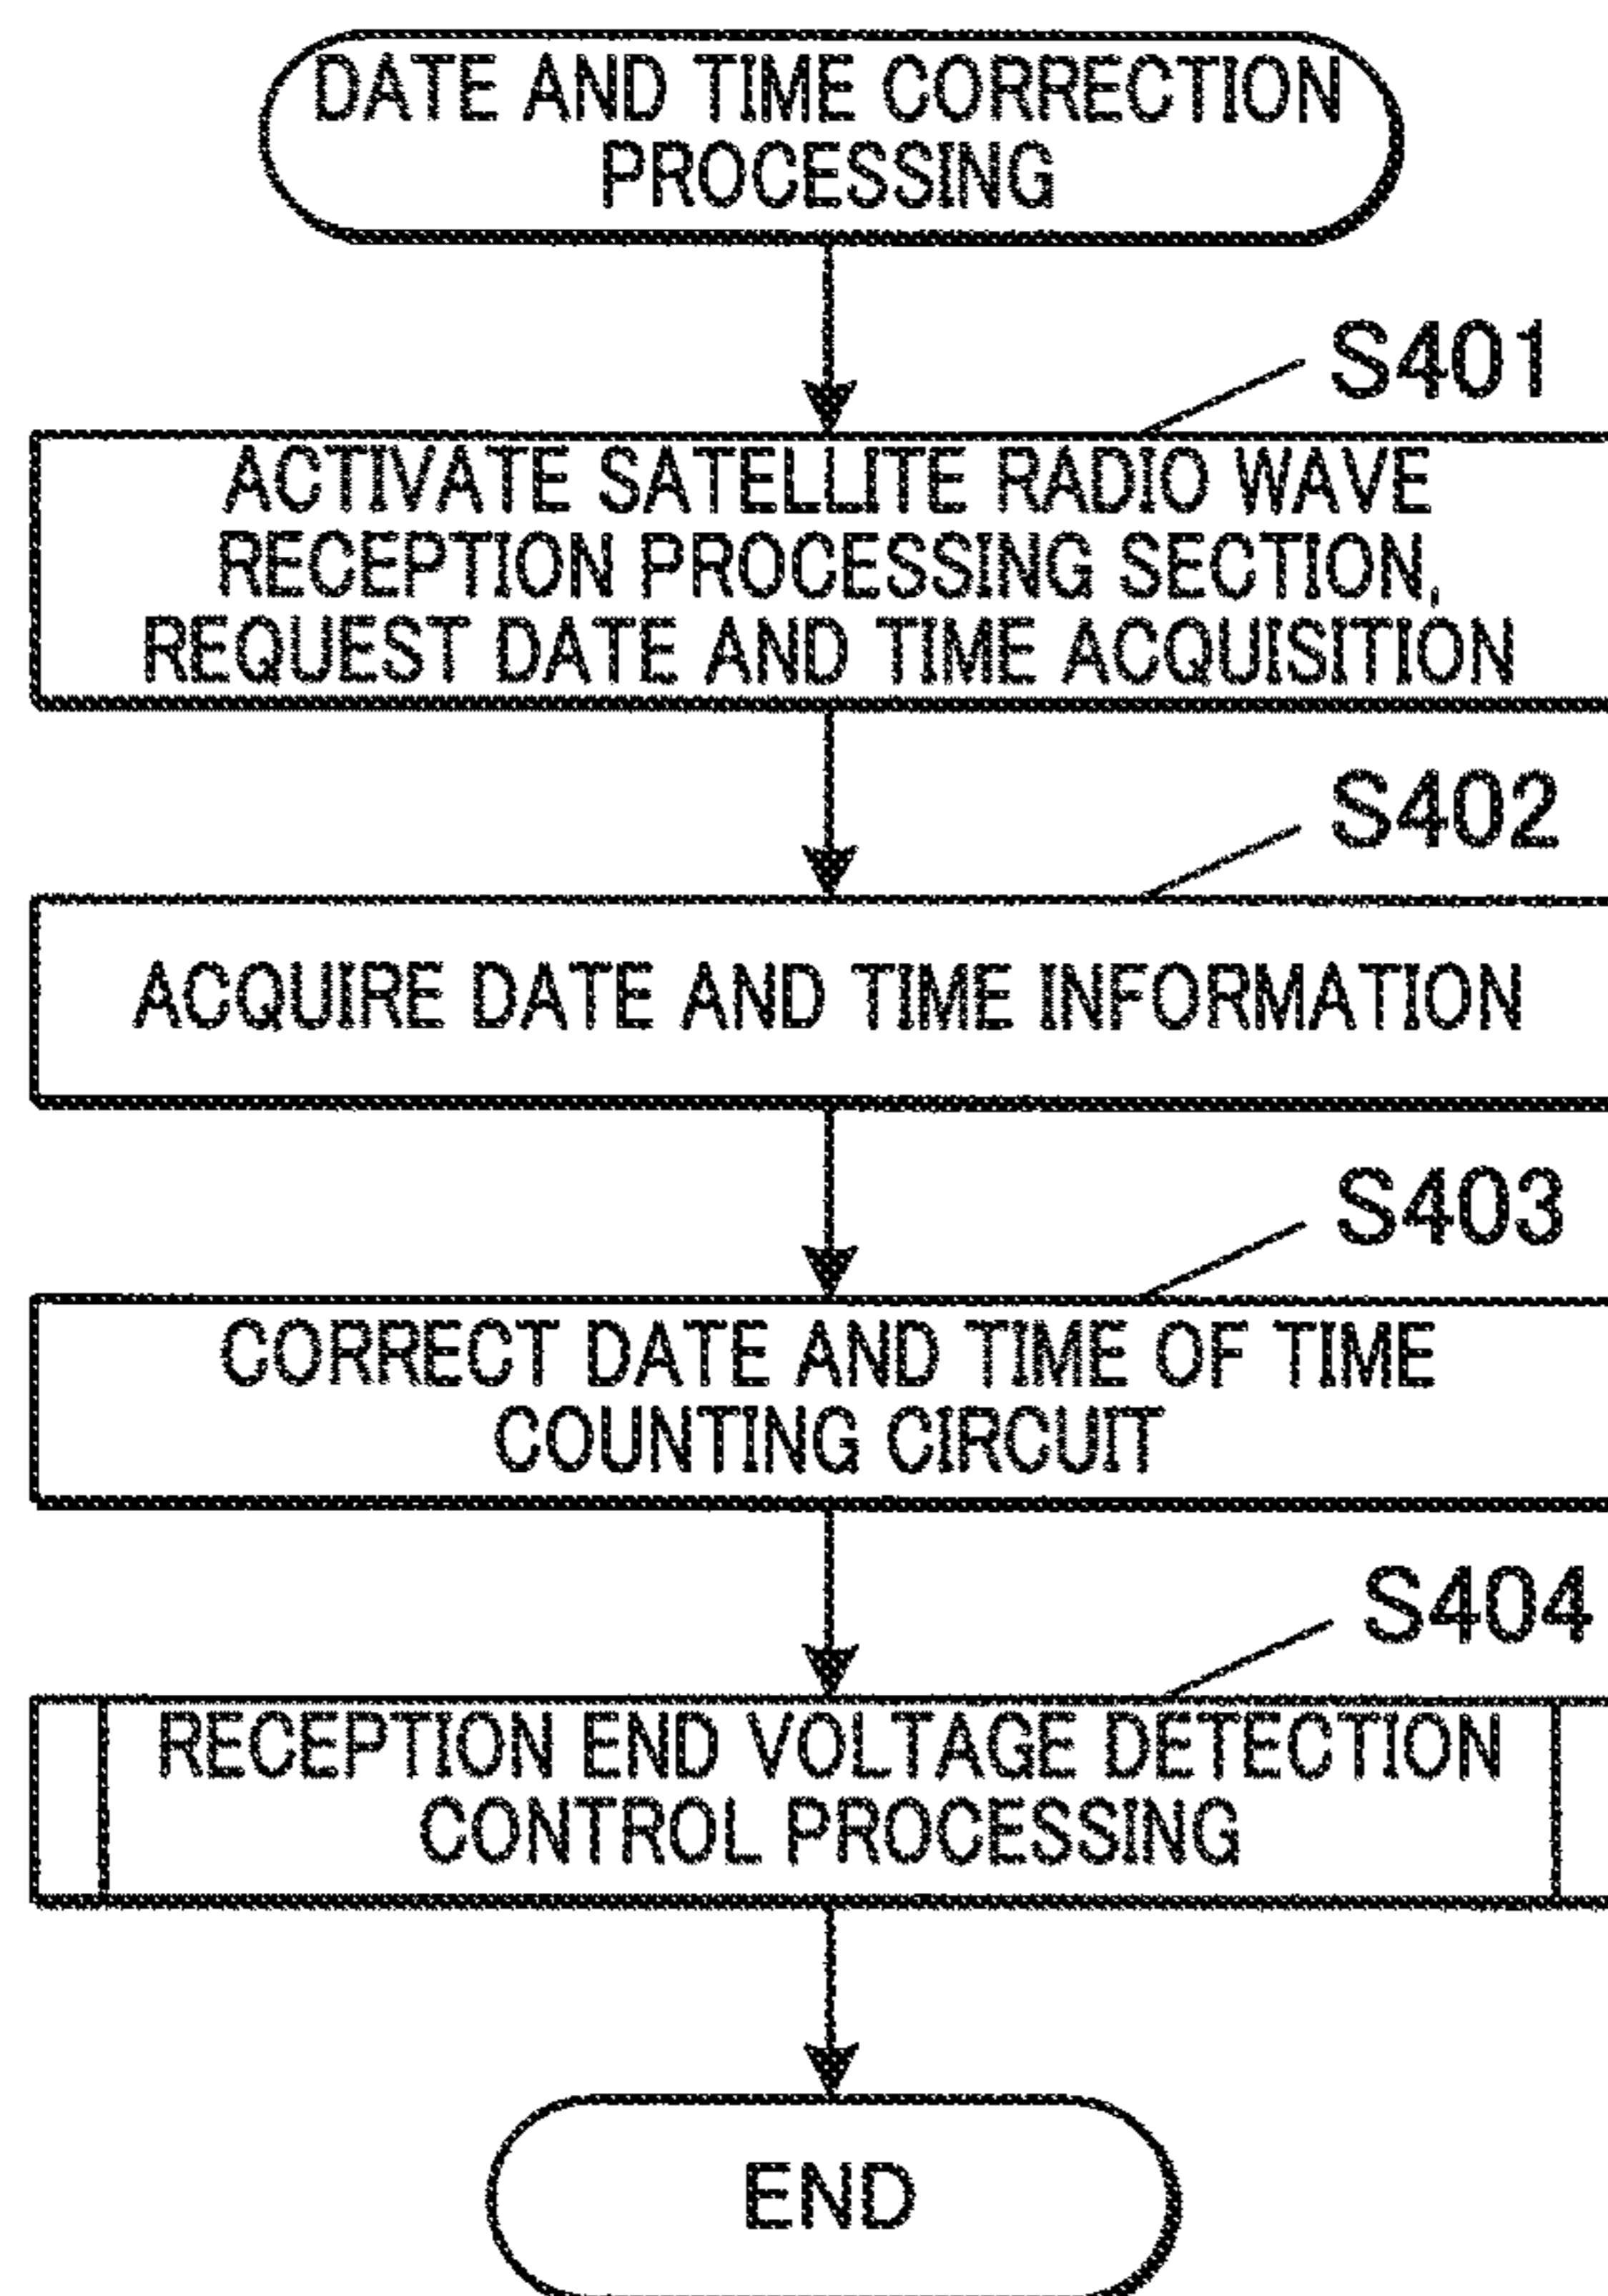 DATE AND TIME CORRECTION
PROCESSING
S401
ACTIVATE SATELLITE RADIO WAVE
RECEPTION PROCESSING SECTION,
REQUEST DATE AND TIME ACQUISITION
S402
ACQUIRE DATE AND TIME INFORMATION
S403
CORRECT DATE AND TIME OF TIME
COUNTING CIRCUIT
S404
RECEPTION END VOLTAGE DETECTION
CONTROL PROCESSING
END